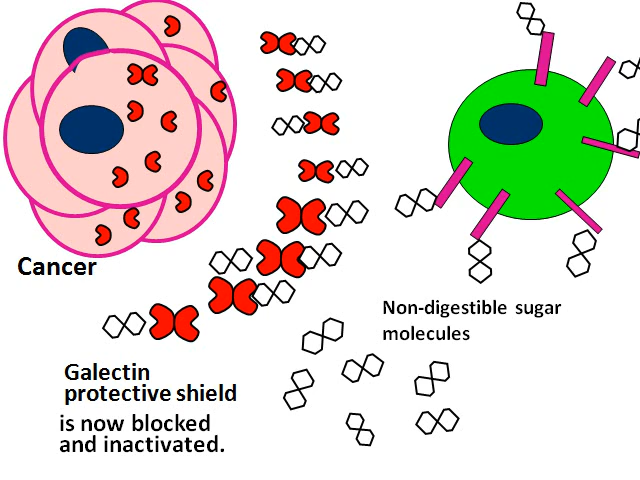 Cancer
Non-digestible sugar
molecules
Galectin
protective shield
is now blocked
and inactivated.